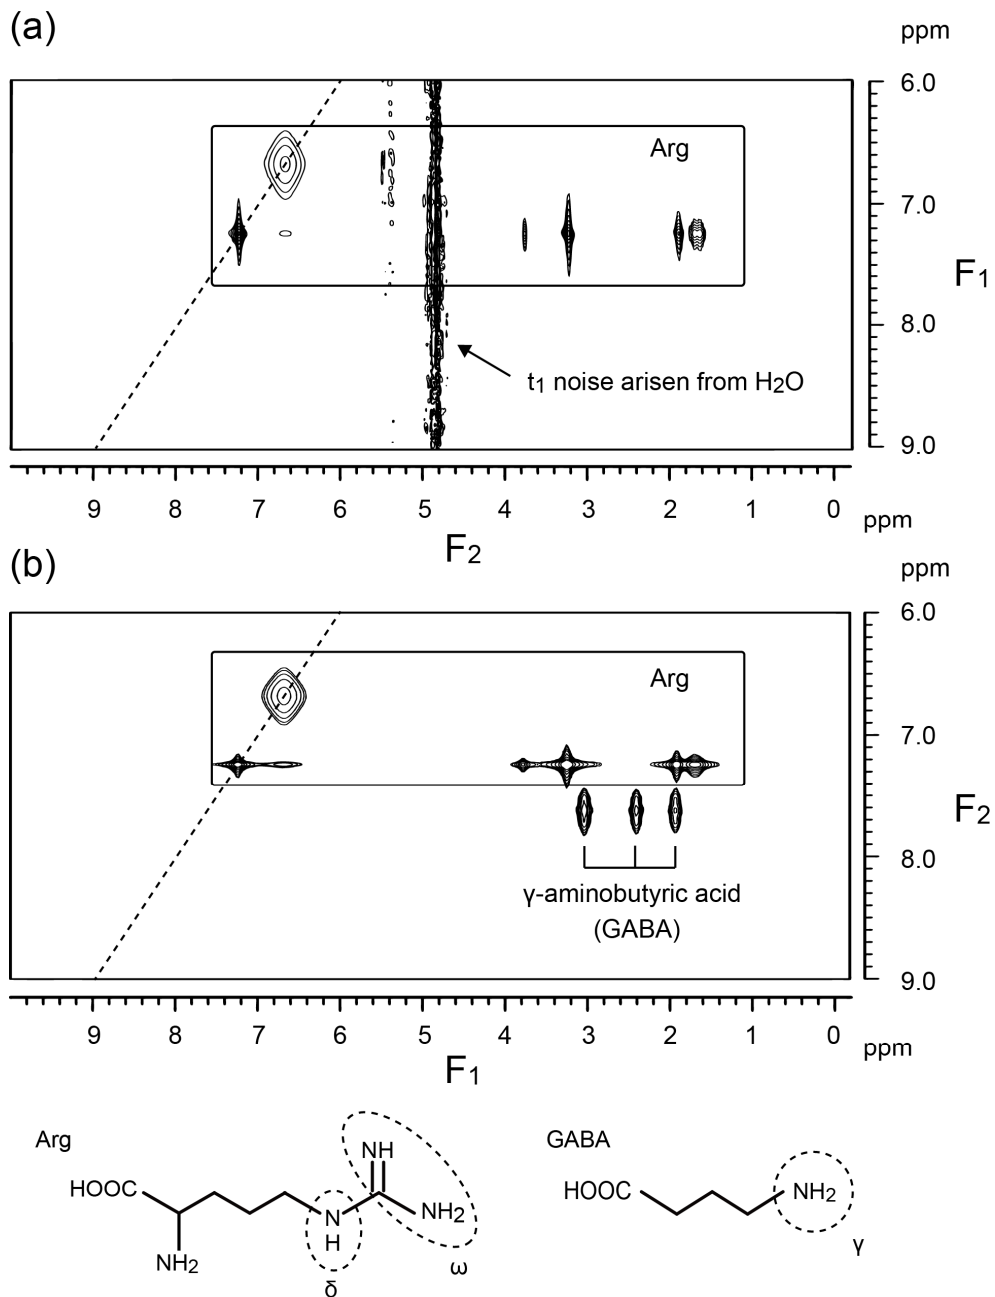 (a)
ppm
6.0
Arg
7.0
F1
8.0
t1 noise arisen from H2O
9.0
9 8 7 6 5 4 3 2 1 0 ppm
F2
(b)
ppm
6.0
Arg
7.0
F2
8.0
γ-aminobutyric acid
(GABA)
9.0
9 8 7 6 5 4 3 2 1 0 ppm
F1
Arg
NH
HOOC
NH2
N
H
NH2
ω
δ
GABA
HOOC
NH2
γ